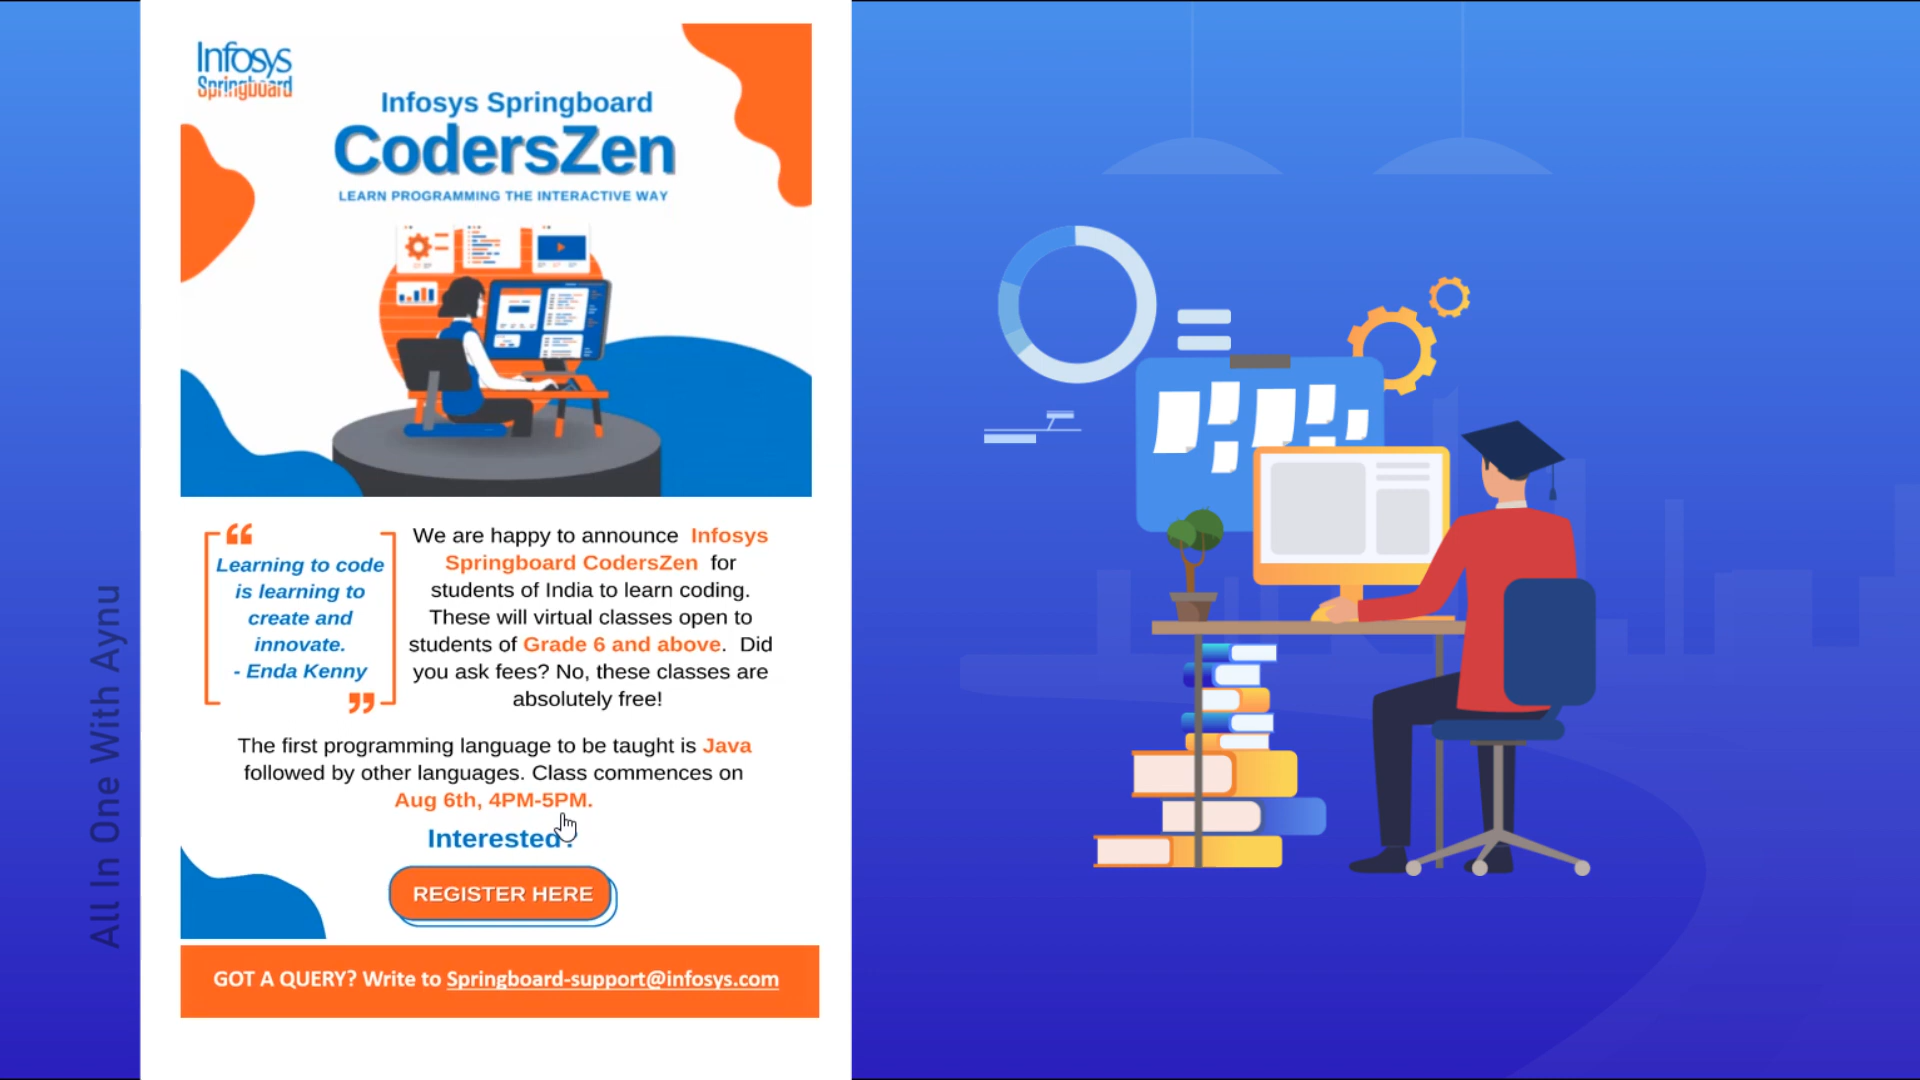 Infosys
Springboard
Infosys Springboard
CodersZen
LEARN PROGRAMMING THE INTERACTIVE WAY
“
Learning to code
is learning to
create and
innovate.
- Enda Kenny
”
We are happy to announce Infosys
Springboard CodersZen for
students of India to learn coding.
These will virtual classes open to
students of Grade 6 and above. Did
you ask fees? No, these classes are
absolutely free!
The first programming language to be taught is Java
followed by other languages. Class commences on
Aug 6th, 4PM-5PM.
Interested?
REGISTER HERE
GOT A QUERY? Write to Springboard-support@infosys.com
All In One With Aynu